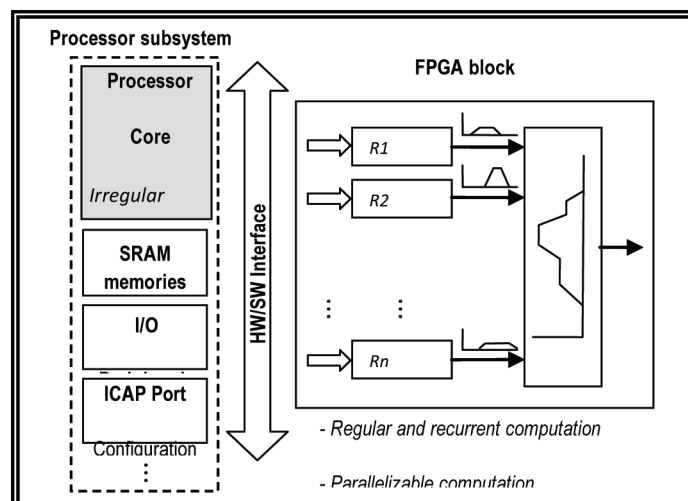 Processor subsystem
Processor
Core
Irregular
SRAM
memories
I/O
ICAP Port
Configuration
HW/SW Interface
FPGA block
R1
R2
Rn
- Regular and recurrent computation
- Parallelizable computation